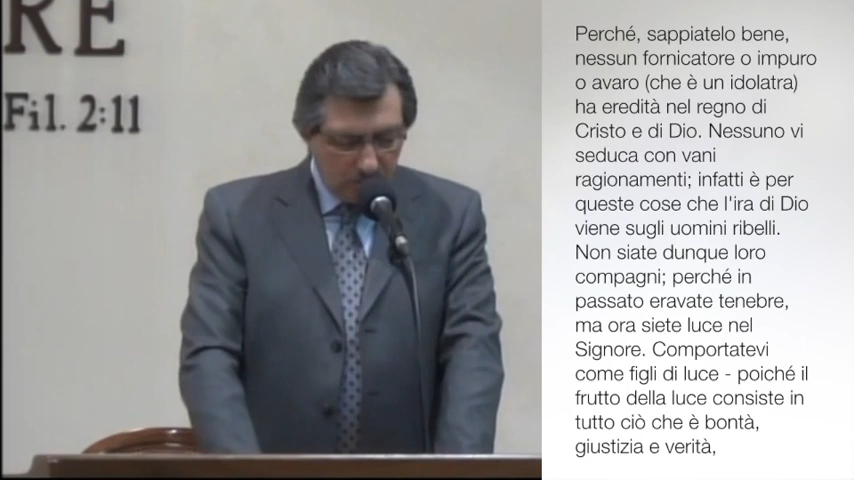 RE
Fil. 2:11
Perché, sappiatelo bene,
nessun fornicatore o impuro
o avaro (che è un idolatra)
ha eredità nel regno di
Cristo e di Dio. Nessuno vi
seduca con vani
ragionamenti; infatti è per
queste cose che l'ira di Dio
viene sugli uomini ribelli.
Non siate dunque loro
compagni; perché in
passato eravate tenebre,
ma ora siete luce nel
Signore. Comportatevi
come figli di luce - poiché il
frutto della luce consiste in
tutto ciò che è bontà,
giustizia e verità,